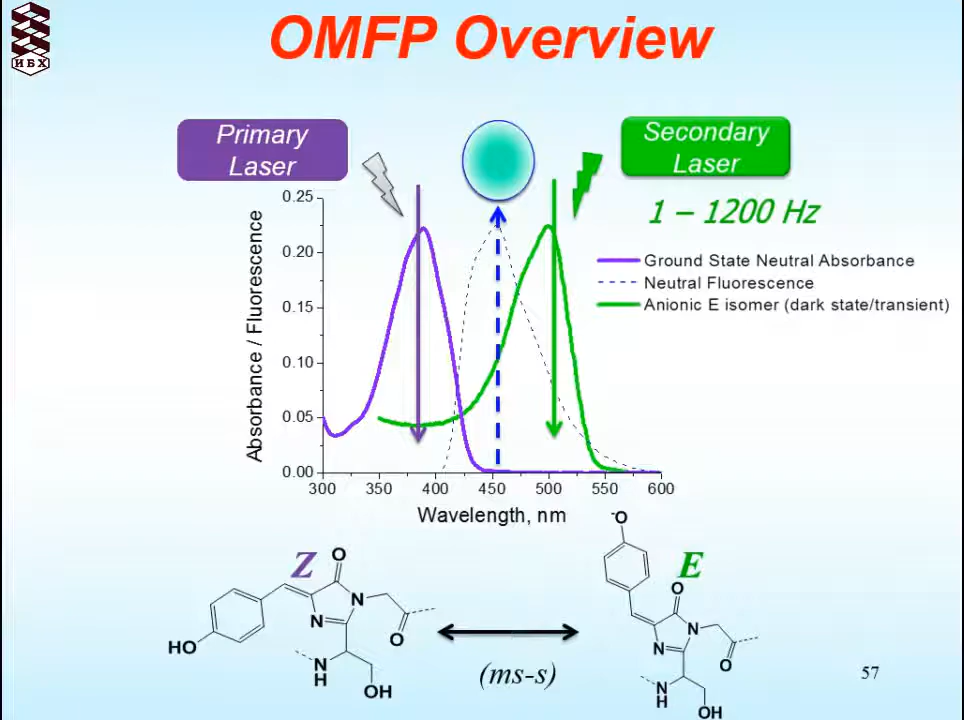 ИБХ
OMFP Overview
Primary
Laser
Secondary
Laser
1 – 1200 Hz
Ground State Neutral Absorbance
Neutral Fluorescence
Anionic E isomer (dark state/transient)
Absorbance / Fluorescence
0.25
0.20
0.15
0.10
0.05
0.00
300 350 400 450 500 550 600
Wavelength, nm
Z
O
N
N
O
HO
N
H
OH
(ms-s)
E
-O
O
N
N
O
N
H
OH
57